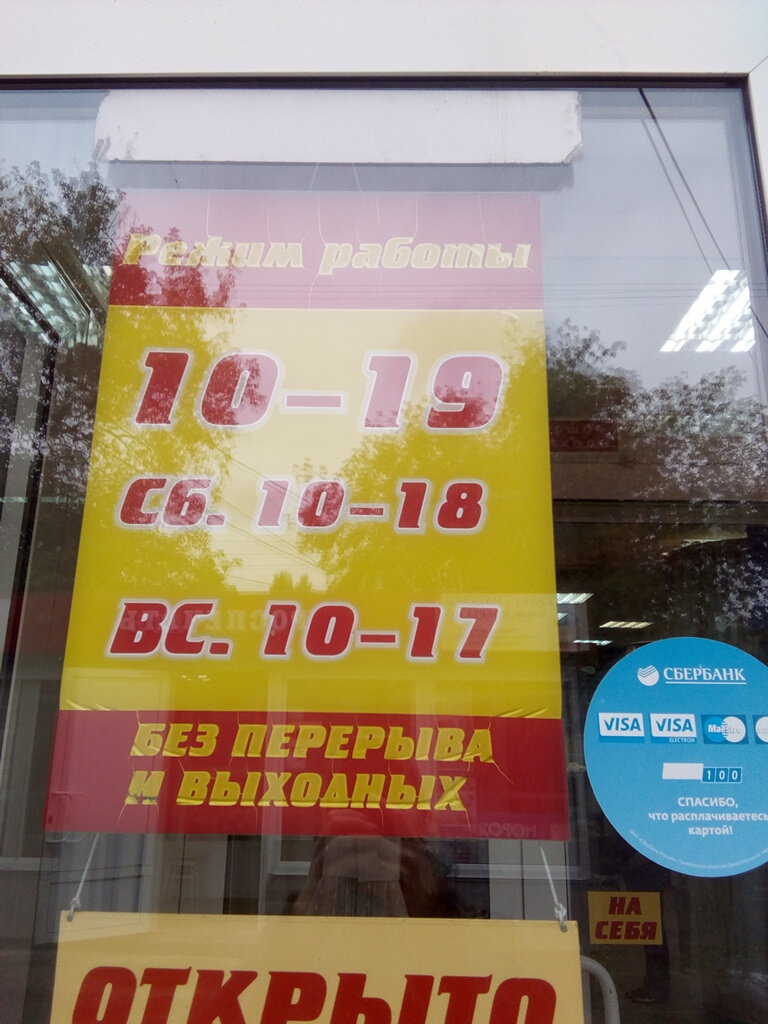 Режим работы
10-19
Сб. 10-18
ВС. 10-17
БЕЗ ПЕРЕРЫВА
И ВЫХОДНЫХ
ОТКРЫТО
СБЕРБАНК
VISA VISA ELECTRON Maestro
100
СПАСИБО,
что расплачиваетесь
картой!
НА
СЕБЯ